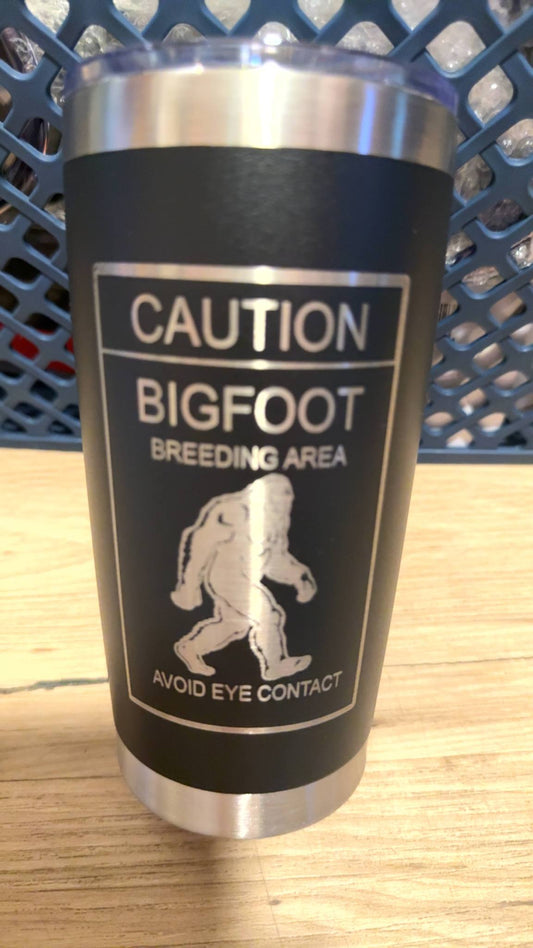 CAUTION
BIGFOOT
BREEDING AREA
AVOID EYE CONTACT